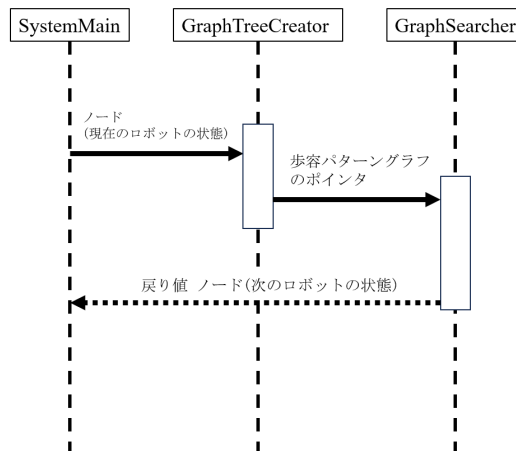 SystemMain
GraphTreeCreator
GraphSearcher
ノード
(現在のロボットの状態)
歩容パターングラフ
のポインタ
戻り値 ノード(次のロボットの状態)